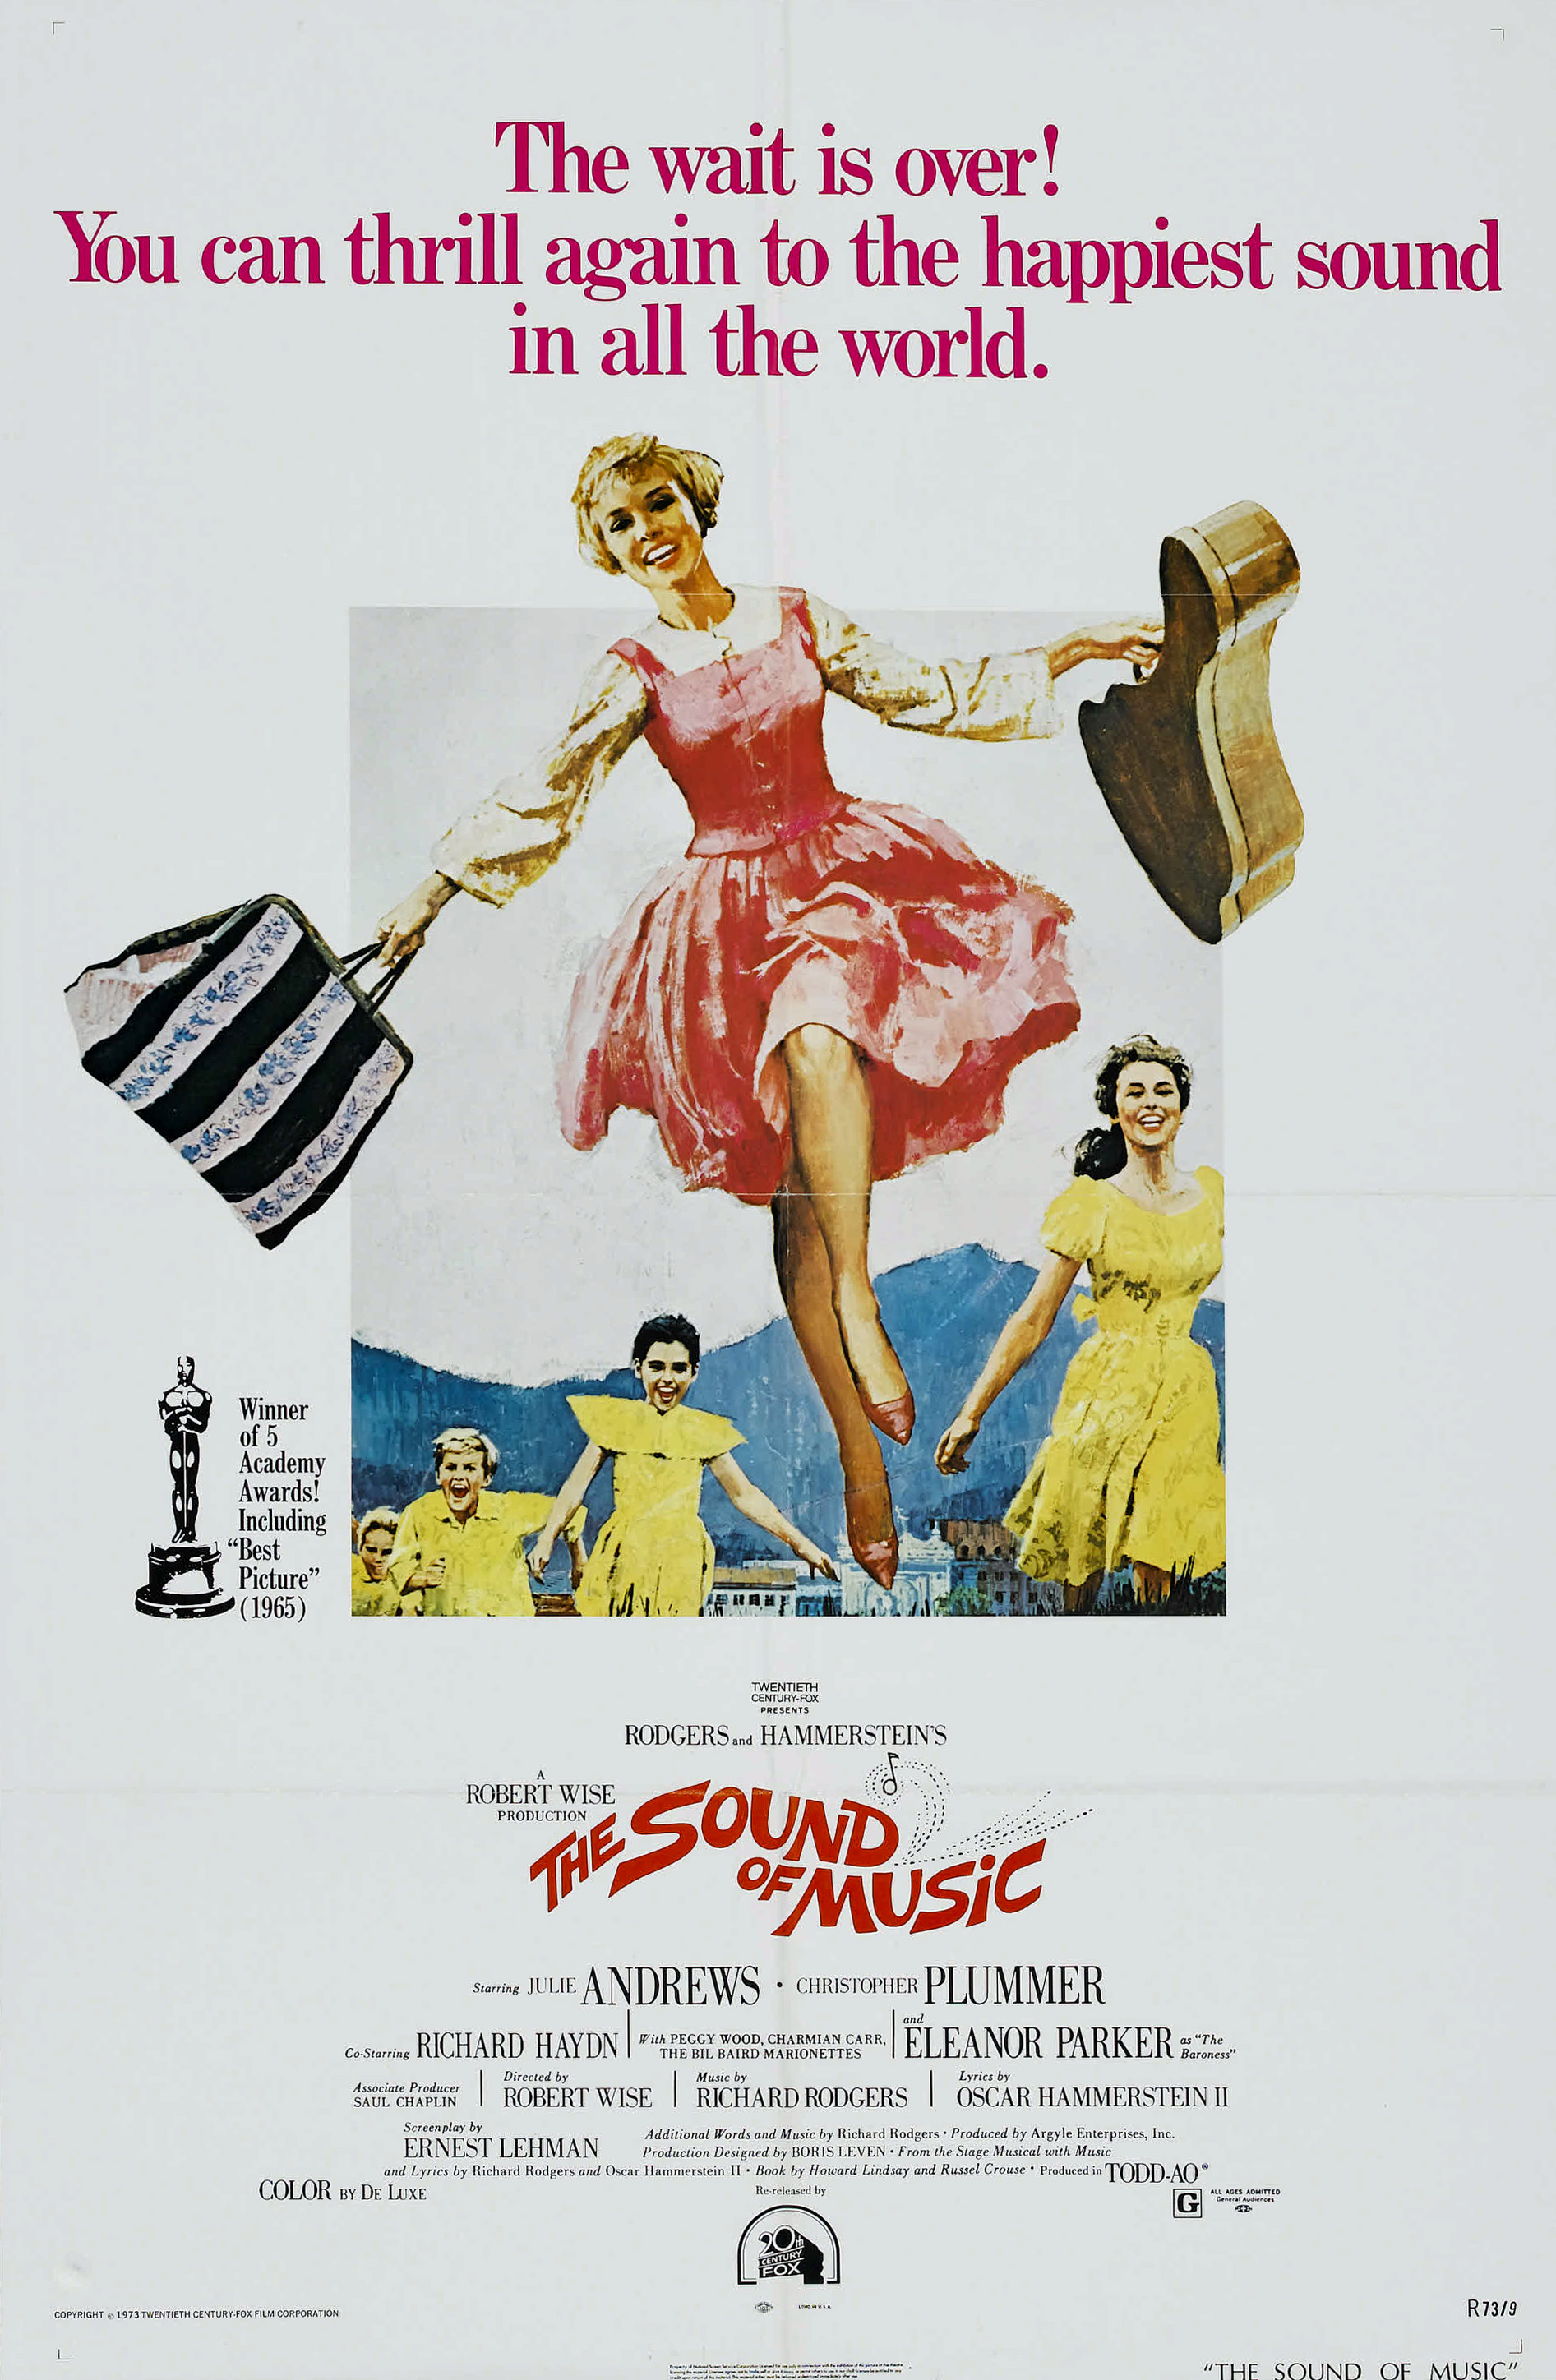 The wait is over!
You can thrill again to the happiest sound
in all the world.
Winner
of 5
Academy
Awards!
Including
“Best
Picture”
(1965)
TWENTIETH
CENTURY-FOX
PRESENTS
RODGERS and HAMMERSTEIN'S
A
ROBERT WISE
PRODUCTION
THE SOUND
OF MUSiC
Starring JULIE ANDREWS · CHRISTOPHER PLUMMER
Co-Starring RICHARD HAYDN
With PEGGY WOOD, CHARMIAN CARR,
THE BIL BAIRD MARIONETTES
and
ELEANOR PARKER as “The
Baroness”
Associate Producer
SAUL CHAPLIN
Directed by
ROBERT WISE
Music by
RICHARD RODGERS
Lyrics by
OSCAR HAMMERSTEIN II
Screenplay by
ERNEST LEHMAN
Additional Words and Music by Richard Rodgers • Produced by Argyle Enterprises, Inc.
Production Designed by BORIS LEVEN • From the Stage Musical with Music
and Lyrics by Richard Rodgers and Oscar Hammerstein II • Book by Howard Lindsay and Russel Crouse • Produced in TODD-AO®
COLOR BY DE LUXE
Re-released by
G
ALL AGES ADMITTED
General Audiences
20th
CENTURY
FOX
LITHO IN U.S.A.
COPYRIGHT © 1973 TWENTIETH CENTURY-FOX FILM CORPORATION
R 73/9
“THE SOUND OF MUSIC”